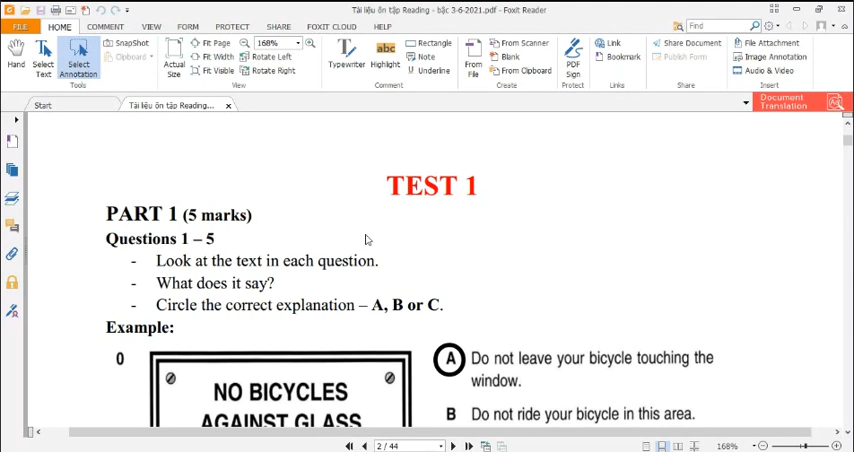 Tài liệu ôn tập Reading - bậc 3-6-2021.pdf - Foxit Reader
FILE HOME COMMENT VIEW FORM PROTECT SHARE FOXIT CLOUD HELP Find
Hand
Select Text
Select Annotation
SnapShot
Clipboard
Tools
Actual Size
Fit Page
Fit Width
Fit Visible
168%
Rotate Left
Rotate Right
View
Typewriter
Highlight
Rectangle
Note
Underline
Comment
From File
From Scanner
Blank
From Clipboard
Create
PDF Sign
Protect
Link
Bookmark
Links
Share Document
Publish Form
Share
File Attachment
Image Annotation
Audio & Video
Insert
Start
Tài liệu ôn tập Reading...
Document Translation
TEST 1
PART 1 (5 marks)
Questions 1 – 5
- Look at the text in each question.
- What does it say?
- Circle the correct explanation – A, B or C.
Example:
0
NO BICYCLES
AGAINST GLASS
A Do not leave your bicycle touching the
window.
B Do not ride your bicycle in this area.
2 / 44
168%